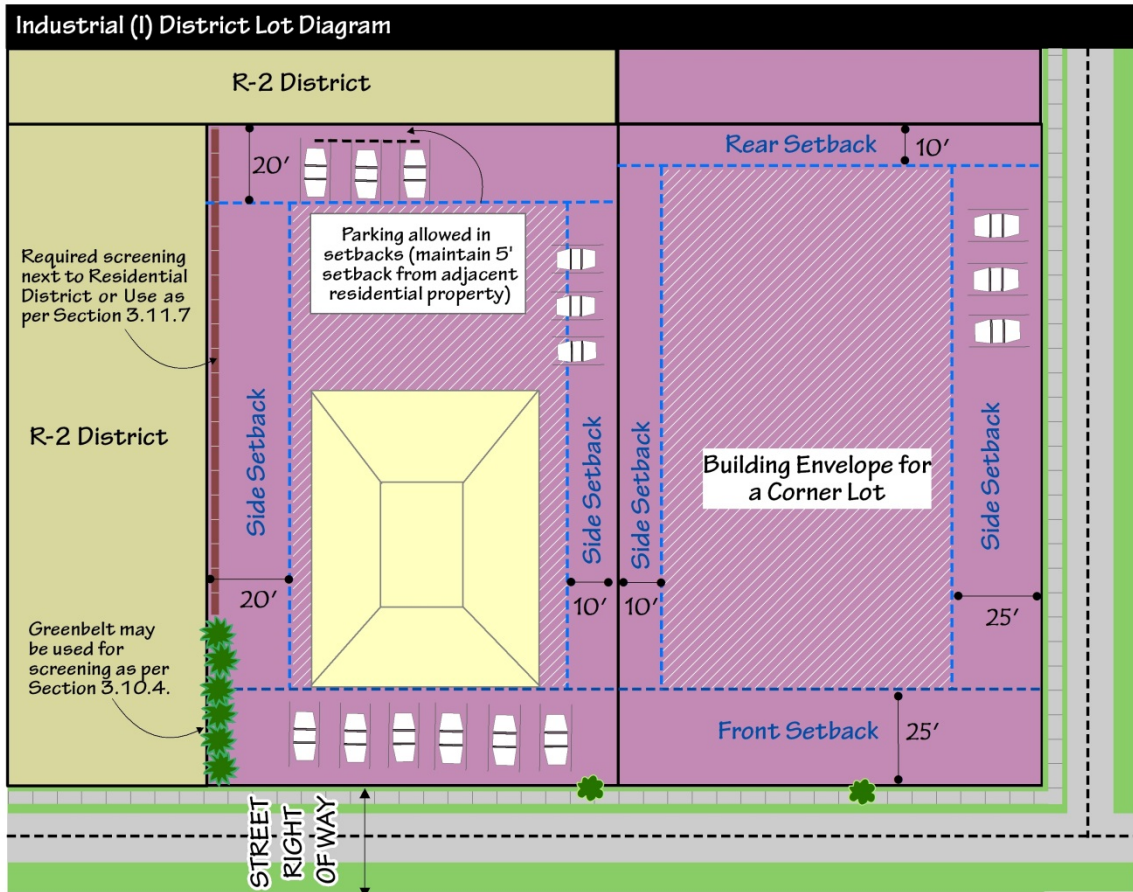 Industrial (I) District Lot Diagram
R-2 District
20'
Rear Setback
10'
Parking allowed in
setbacks (maintain 5'
setback from adjacent
residential property)
Required screening
next to Residential
District or Use as
per Section 3.11.7
R-2 District
Side Setback
Side Setback
Side Setback
Building Envelope for
a Corner Lot
Side Setback
20'
10'
10'
25'
Greenbelt may
be used for
screening as per
Section 3.10.4.
Front Setback
25'
STREET
RIGHT
OF WAY